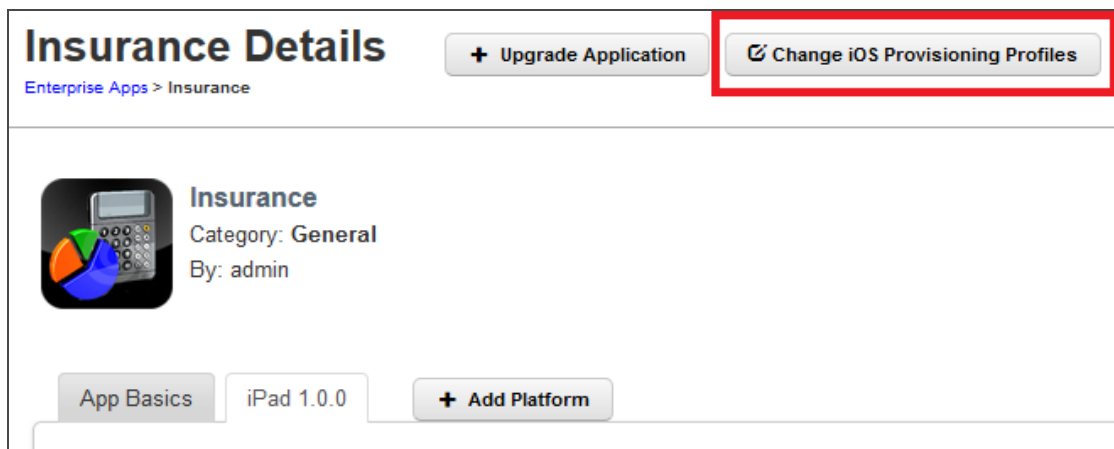 Insurance Details
+ Upgrade Application
Change iOS Provisioning Profiles
Enterprise Apps > Insurance
Insurance
Category: General
By: admin
App Basics
iPad 1.0.0
+ Add Platform